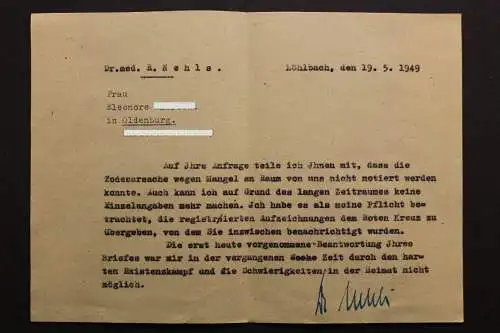 Dr.med. R. Nehls.
Löhlbach, den 19. 5. 1949
Frau
Eleonore
in Oldenburg.
Auf Jhre Anfrage teile ich Jhnen mit, dass die
Todesursache wegen Mangel an Raum von uns nicht notiert werden
konnte. Auch kann ich auf Grund des langen Zeitraumes keine
Einzelangaben mehr machen. Jch habe es als meine Pflicht be-
trachtet, die registrierten Aufzeichnungen dem Roten Kreuz zu
übergeben, von dem Sie inzwischen benachrichtigt wurden.
Die erst heute vorgenommene Beantwortung Jhres
Briefes war mir in der vergangenen Zeit durch den har-
ten Existenskampf und die Schwierigkeiten in der Heimat nicht
möglich.
Dr Nehls